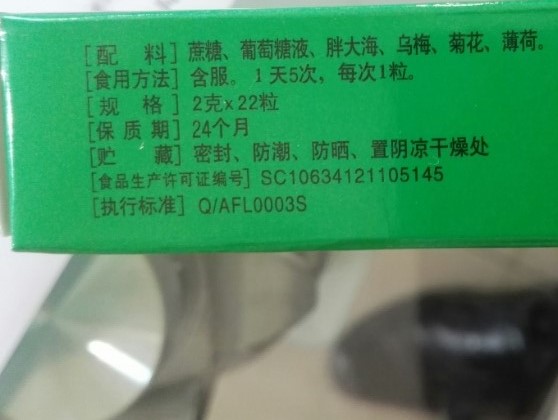 [配 料] 蔗糖、葡萄糖液、胖大海、乌梅、菊花、薄荷。
[食用方法] 含服。1天5次，每次1粒。
[规 格] 2克×22粒
[保 质 期] 24个月
[贮 藏] 密封、防潮、防晒、置阴凉干燥处
[食品生产许可证编号] SC10634121105145
[执行标准] Q/AFL0003S